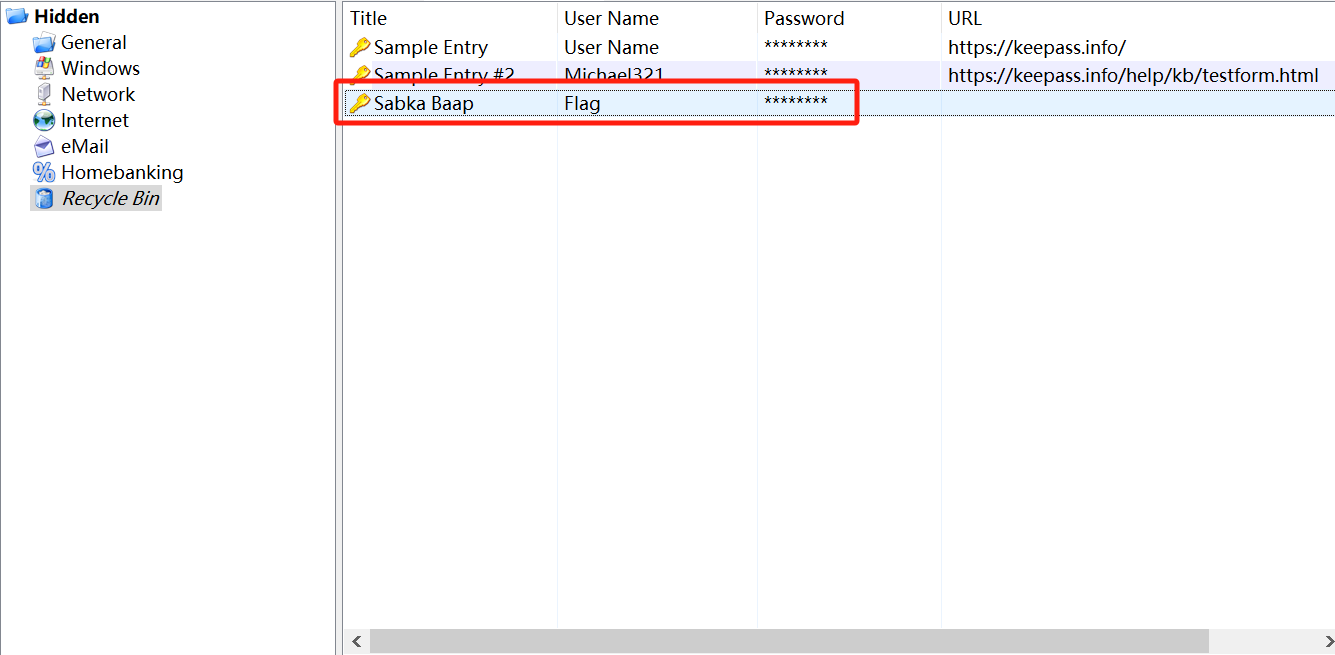 Hidden
General
Windows
Network
Internet
eMail
Homebanking
Recycle Bin
Title User Name Password URL
Sample Entry User Name ******** https://keepass.info/
Sample Entry #2 Michael321 ******** https://keepass.info/help/kb/testform.html
Sabka Baap Flag ********